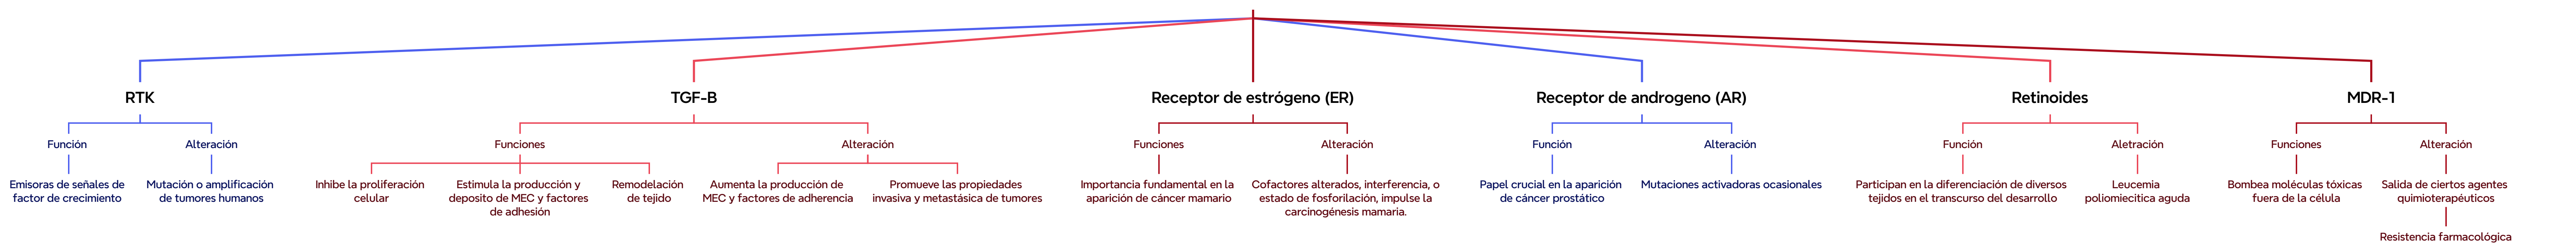 RTK
Función
Emisoras de señales de
factor de crecimiento
Alteración
Mutación o amplificación
de tumores humanos
TGF-B
Funciones
Inhibe la proliferación
celular
Estimula la producción y
deposito de MEC y factores
de adhesión
Remodelación
de tejido
Alteración
Aumenta la producción de
MEC y factores de adherencia
Promueve las propiedades
invasiva y metastásica de tumores
Receptor de estrógeno (ER)
Funciones
Importancia fundamental en la
aparición de cáncer mamario
Alteración
Cofactores alterados, interferencia, o
estado de fosforilación, impulse la
carcinogénesis mamaria.
Receptor de androgeno (AR)
Función
Papel crucial en la aparición
de cáncer prostático
Alteración
Mutaciones activadoras ocasionales
Retinoides
Función
Participan en la diferenciación de diversos
tejidos en el transcurso del desarrollo
Aletración
Leucemia
poliomiecitica aguda
MDR-1
Funciones
Bombea moléculas tóxicas
fuera de la célula
Alteración
Salida de ciertos agentes
quimioterapéuticos
Resistencia farmacológica